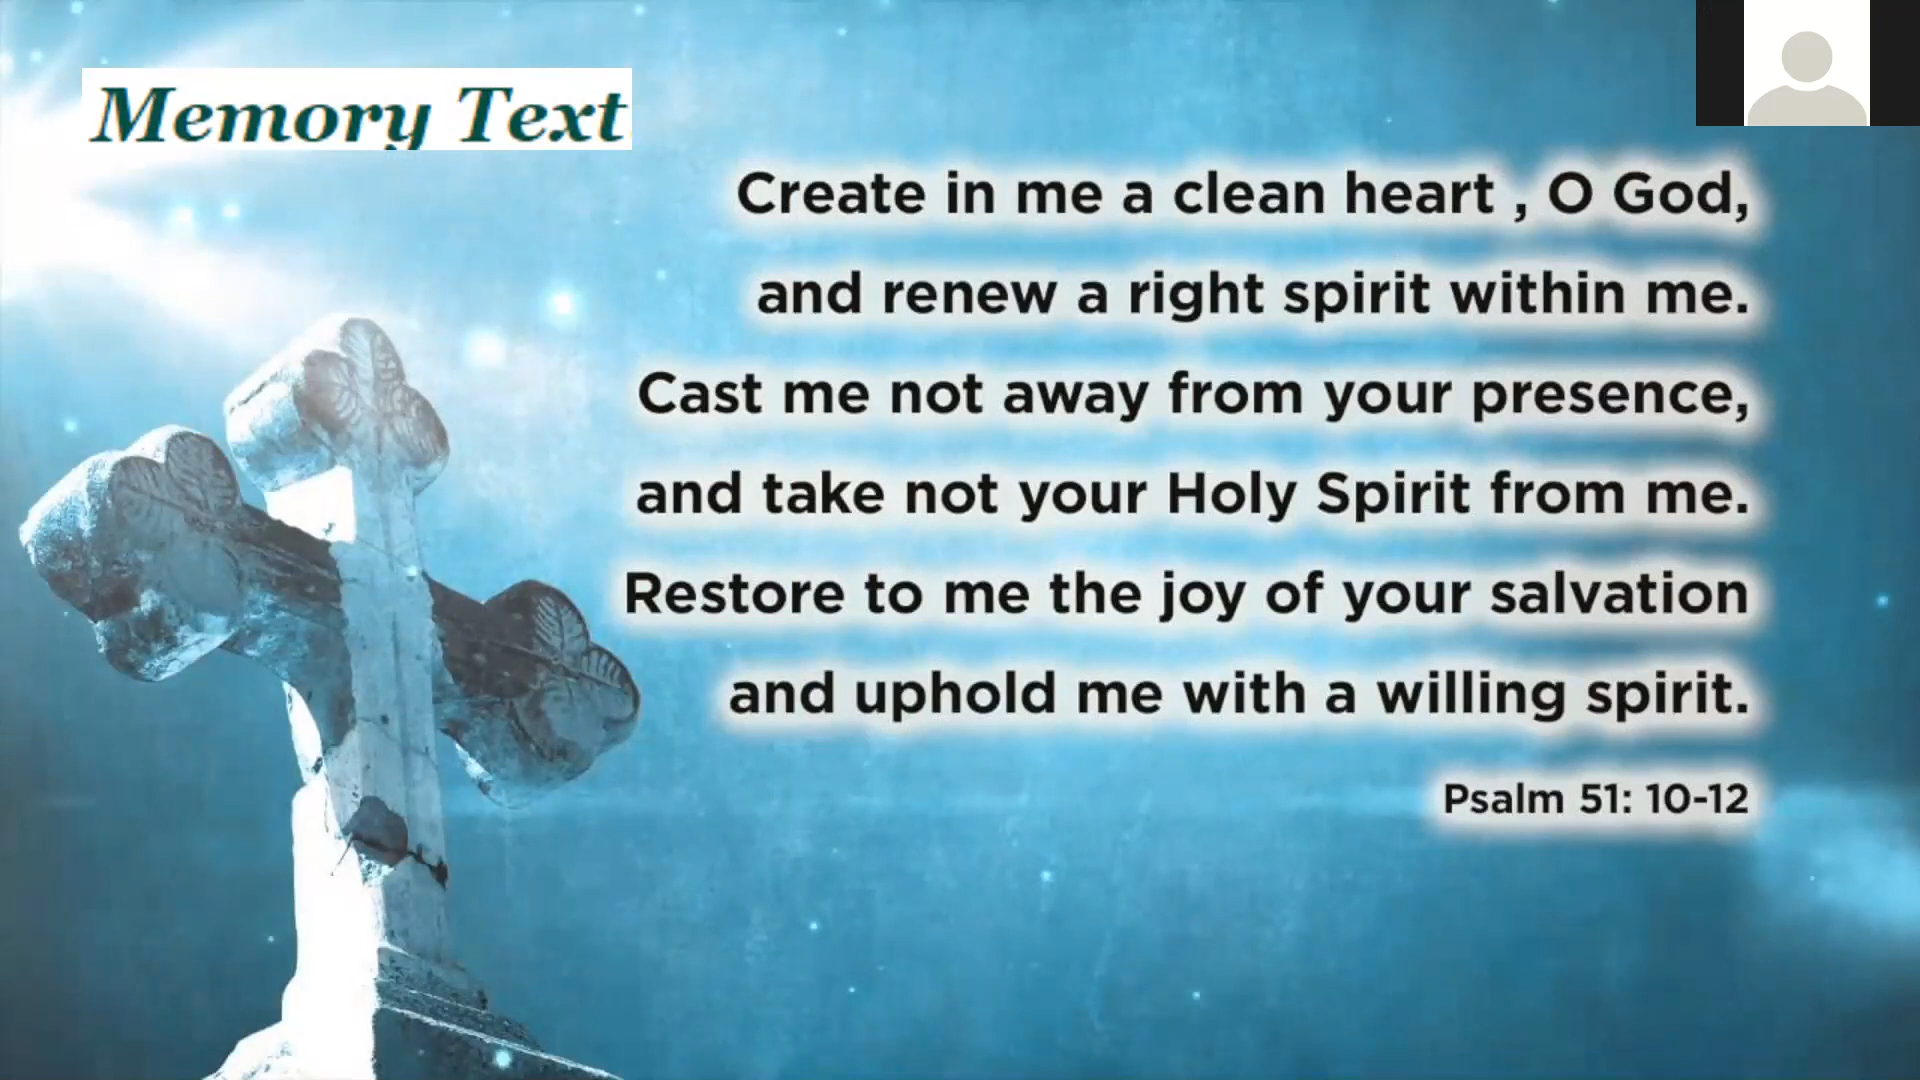 Memory Text
Create in me a clean heart , O God,
and renew a right spirit within me.
Cast me not away from your presence,
and take not your Holy Spirit from me.
Restore to me the joy of your salvation
and uphold me with a willing spirit.
Psalm 51: 10-12